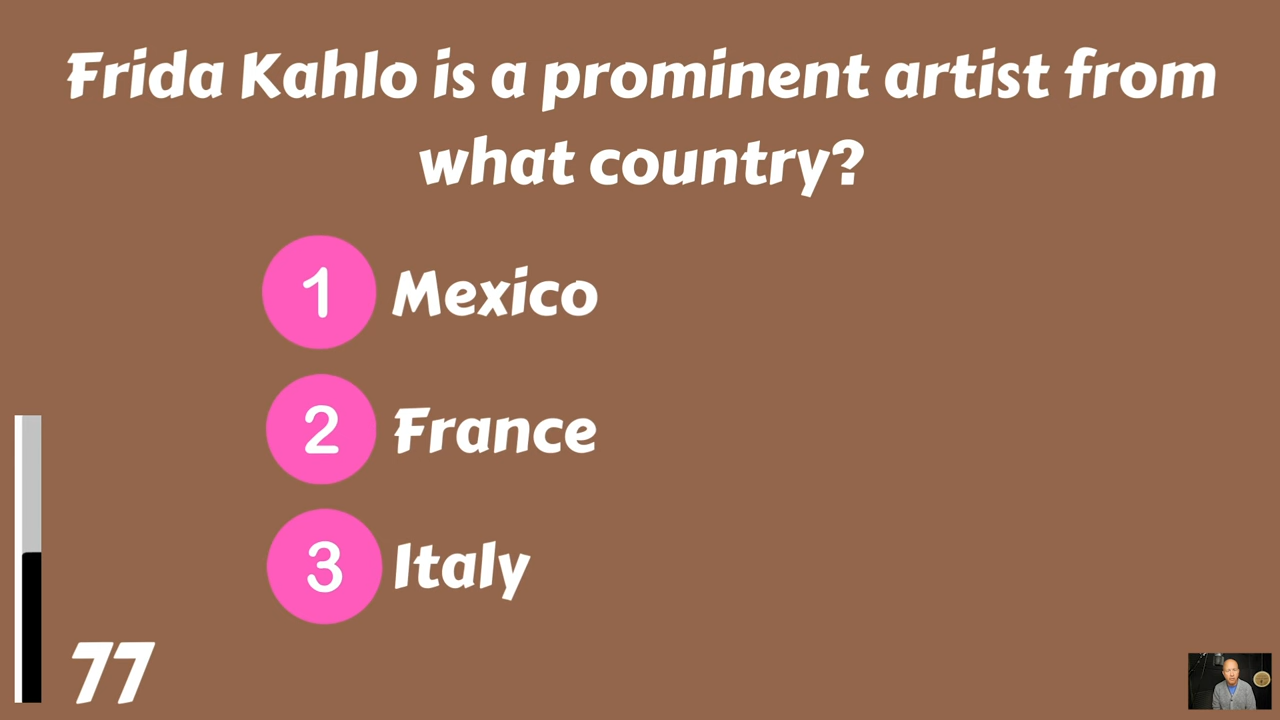 Frida Kahlo is a prominent artist from
what country?
1 Mexico
2 France
3 Italy
77